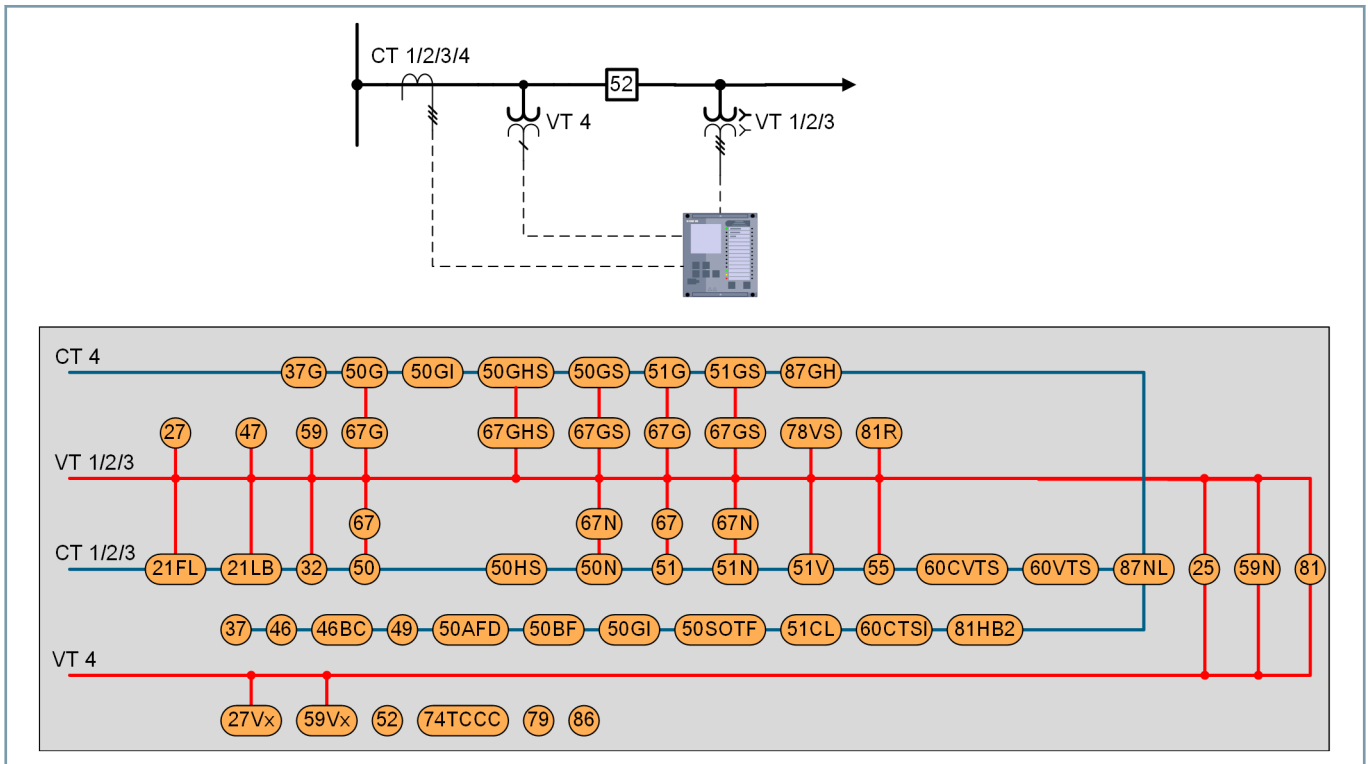 CT 1/2/3/4
52
VT 4
VT 1/2/3
CT 4
37G 50G 50GI 50GHS 50GS 51G 51GS 87GH
27 47 59 67G 67GHS 67GS 67G 67GS 78VS 81R
VT 1/2/3
67 67N 67 67N
CT 1/2/3
21FL 21LB 32 50 50HS 50N 51 51N 51V 55 60CVTS 60VTS 87NL 25 59N 81
37 46 46BC 49 50AFD 50BF 50GI 50SOTF 51CL 60CTSI 81HB2
VT 4
27Vx 59Vx 52 74TCCC 79 86